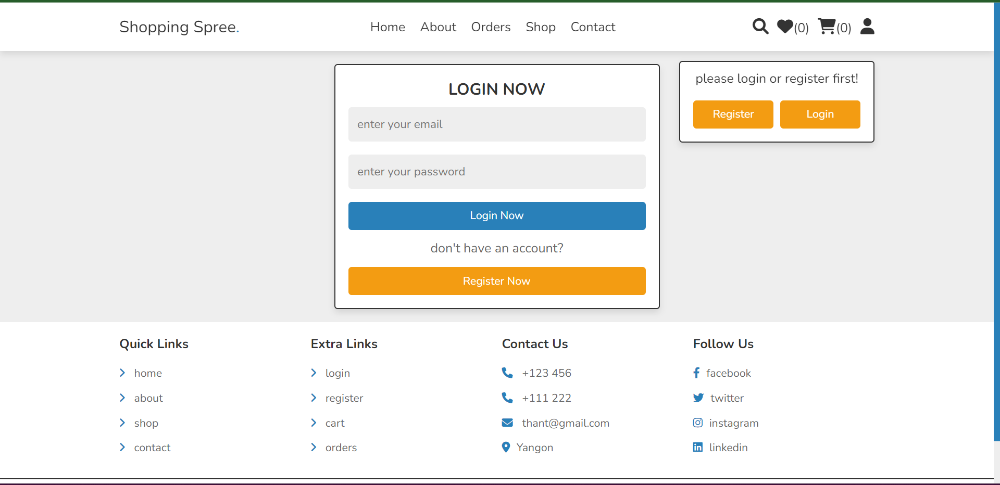 Shopping Spree.
Home About Orders Shop Contact
(0) (0)
LOGIN NOW
enter your email
enter your password
Login Now
don't have an account?
Register Now
please login or register first!
Register Login
Quick Links
home
about
shop
contact
Extra Links
login
register
cart
orders
Contact Us
+123 456
+111 222
thant@gmail.com
Yangon
Follow Us
facebook
twitter
instagram
linkedin